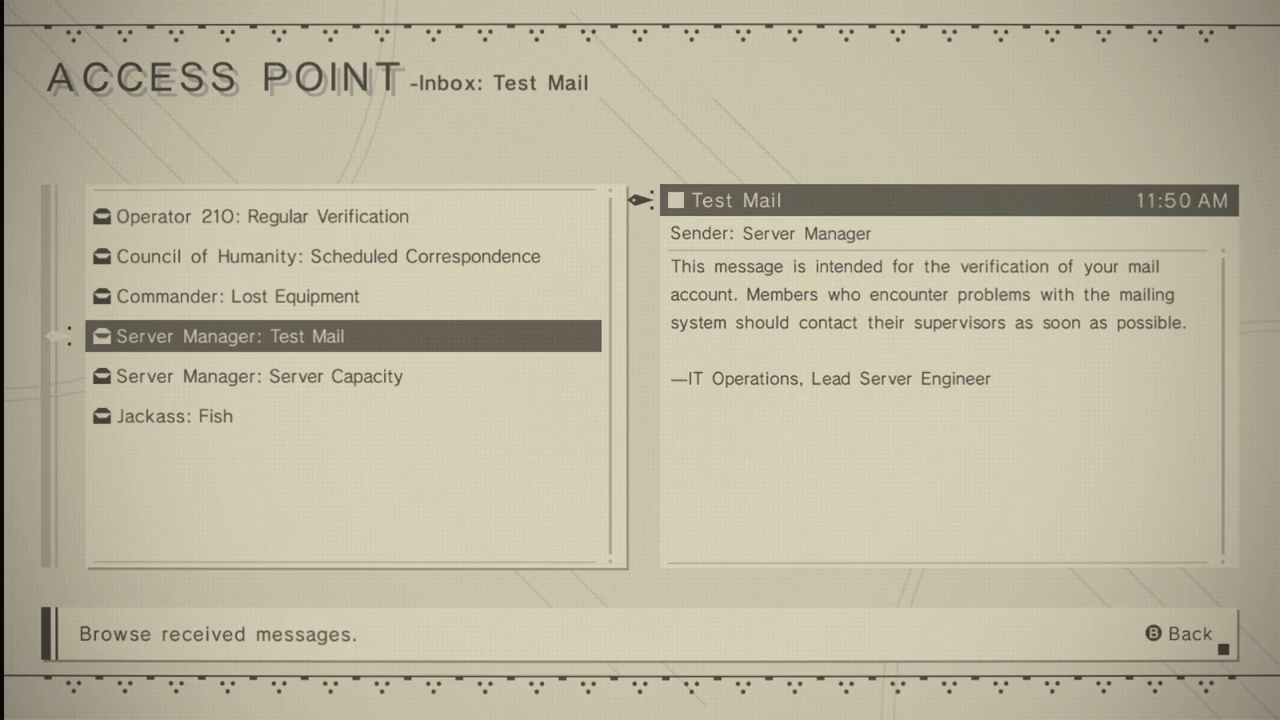 ACCESS POINT -Inbox: Test Mail
Operator 21O: Regular Verification
Council of Humanity: Scheduled Correspondence
Commander: Lost Equipment
Server Manager: Test Mail
Server Manager: Server Capacity
Jackass: Fish
Test Mail 11:50 AM
Sender: Server Manager
This message is intended for the verification of your mail
account. Members who encounter problems with the mailing
system should contact their supervisors as soon as possible.
—IT Operations, Lead Server Engineer
Browse received messages.
B Back